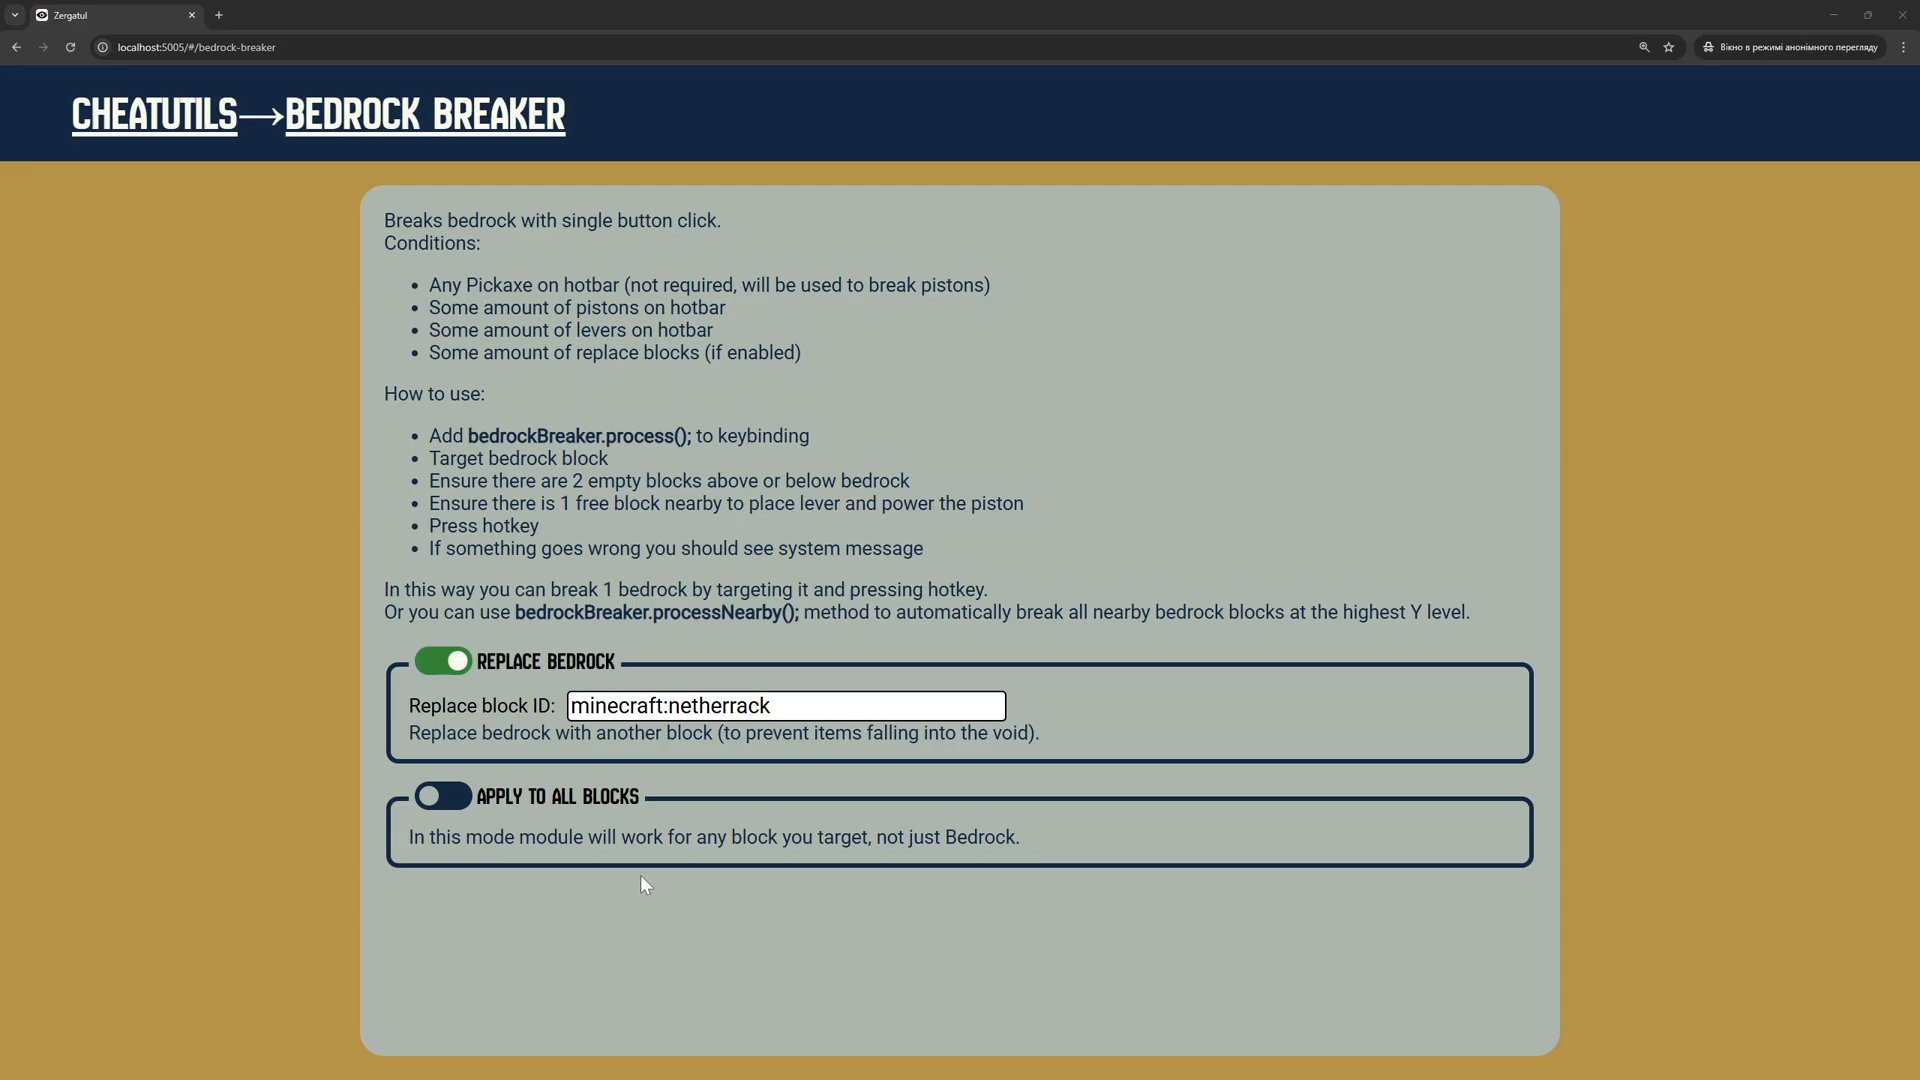 Zergatul
localhost:5005/#/bedrock-breaker
Вікно в режимі анонімного перегляду
CHEATUTILS→BEDROCK BREAKER
Breaks bedrock with single button click.
Conditions:
• Any Pickaxe on hotbar (not required, will be used to break pistons)
• Some amount of pistons on hotbar
• Some amount of levers on hotbar
• Some amount of replace blocks (if enabled)
How to use:
• Add bedrockBreaker.process(); to keybinding
• Target bedrock block
• Ensure there are 2 empty blocks above or below bedrock
• Ensure there is 1 free block nearby to place lever and power the piston
• Press hotkey
• If something goes wrong you should see system message
In this way you can break 1 bedrock by targeting it and pressing hotkey.
Or you can use bedrockBreaker.processNearby(); method to automatically break all nearby bedrock blocks at the highest Y level.
REPLACE BEDROCK
Replace block ID: minecraft:netherrack
Replace bedrock with another block (to prevent items falling into the void).
APPLY TO ALL BLOCKS
In this mode module will work for any block you target, not just Bedrock.